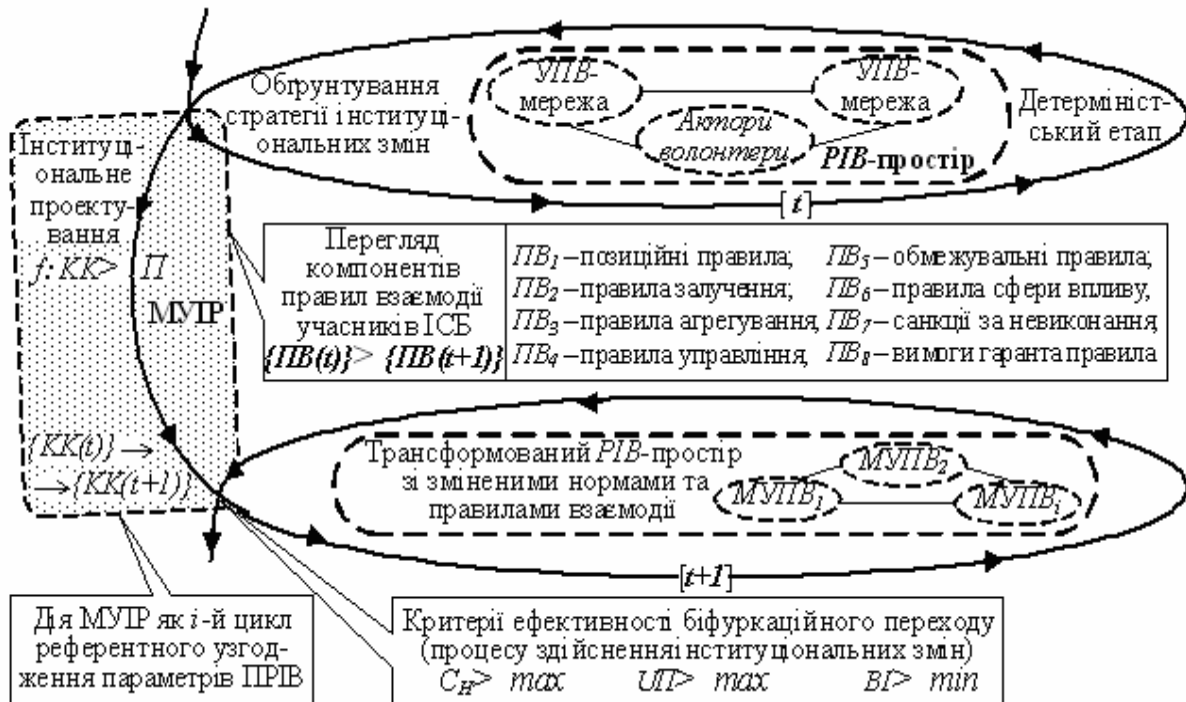 Обґрунтування
стратегії інституці-
ональних змін
УПВ-
мережа
УПВ-
мережа
Актори
волонтери
РІВ-простір
Детермініст-
ський етап
[t]
Інституці-
ональне
проекту-
вання
f: КК> П
МУІР
{КК(t)} →
→{КК(t+1)}
Перегляд
компонентів
правил взаємодії
учасників ІСБ
{ПВ(t)}> {ПВ(t+1)}
ПВ1 – позиційні правила;
ПВ2 – правила залучення;
ПВ3 – правила агрегування,
ПВ4 – правила управління,
ПВ5 – обмежувальні правила;
ПВ6 – правила сфери впливу,
ПВ7 – санкції за невиконання
ПВ8 – вимоги гаранта правила
Трансформований РІВ-простір
зі зміненими нормами та
правилами взаємодії
МУПВ1
МУПВ2
МУПВi
[t+1]
Дія МУІР як i-й цикл
референтного узгод-
ження параметрів ПРІВ
Критерії ефективності біфуркаційного переходу
(процесу здійснення інституціональних змін)
СН> max UП> max ВІ> min